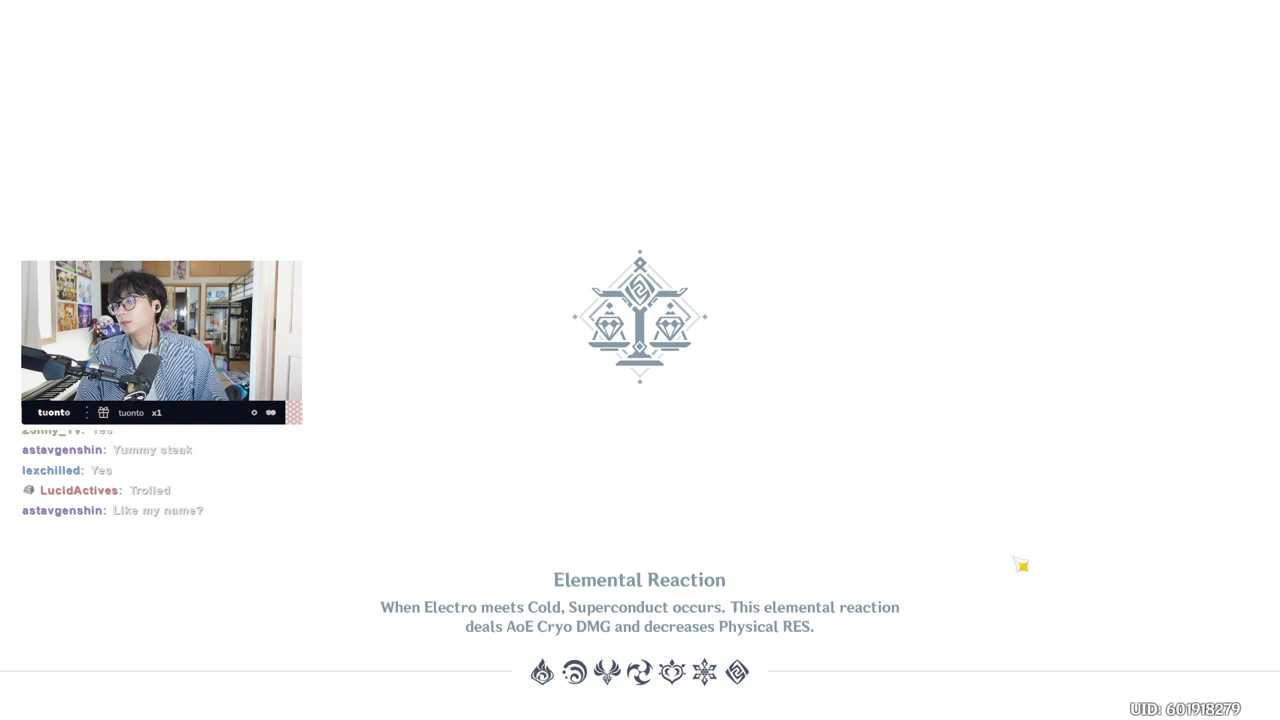 tuonto
tuonto x1
Yes
astavgenshin: Yummy steak
lexchilled: Yes
LucidActives: Trolled
astavgenshin: Like my name?
Elemental Reaction
When Electro meets Cold, Superconduct occurs. This elemental reaction
deals AoE Cryo DMG and decreases Physical RES.
UID: 601918279